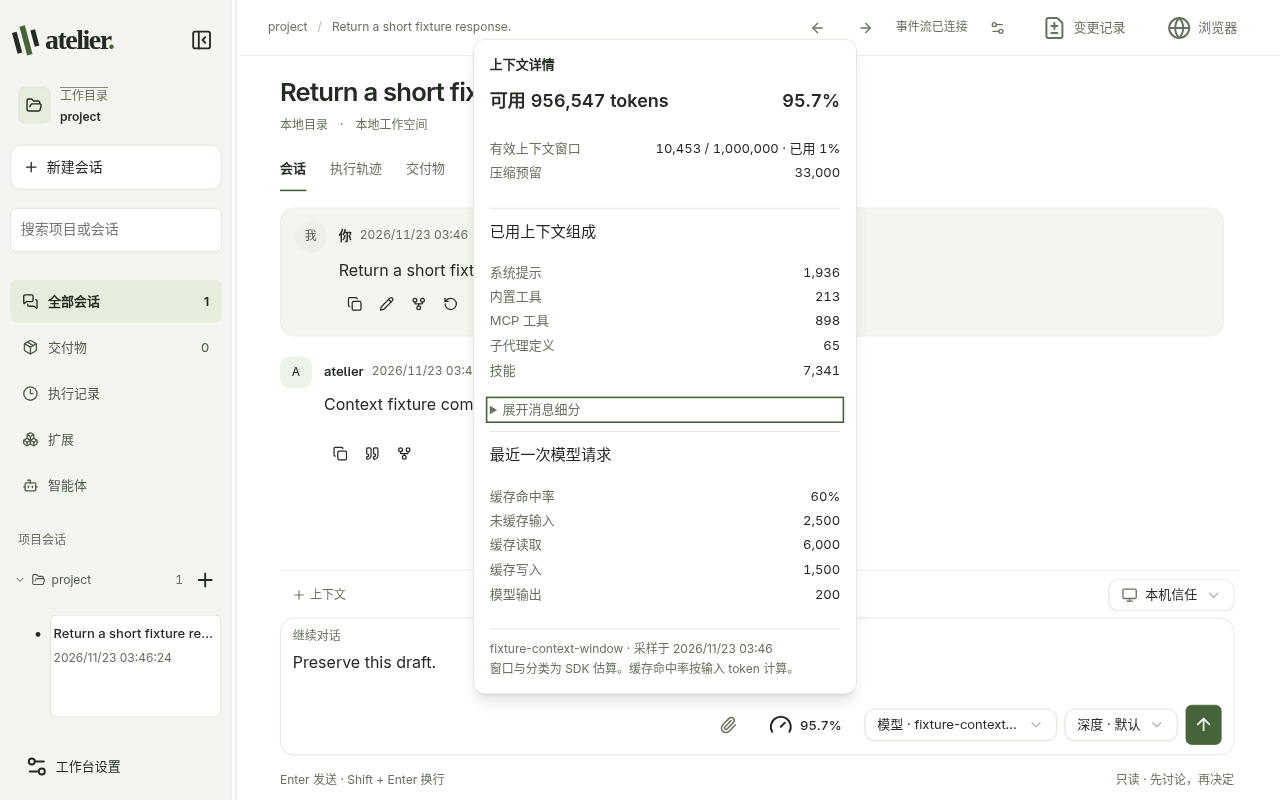 atelier.
工作目录
project
新建会话
搜索项目或会话
全部会话 1
交付物 0
执行记录
扩展
智能体
项目会话
project 1
Return a short fixture re...
2026/11/23 03:46:24
工作台设置
project / Return a short fixture response.
事件流已连接
变更记录
浏览器
Return a short fix
本地目录 · 本地工作空间
会话 执行轨迹 交付物
我 你 2026/11/23 03:46
Return a short fixt
A atelier 2026/11/23 03:4
Context fixture com
上下文详情
可用 956,547 tokens 95.7%
有效上下文窗口 10,453 / 1,000,000 · 已用 1%
压缩预留 33,000
已用上下文组成
系统提示 1,936
内置工具 213
MCP 工具 898
子代理定义 65
技能 7,341
展开消息细分
最近一次模型请求
缓存命中率 60%
未缓存输入 2,500
缓存读取 6,000
缓存写入 1,500
模型输出 200
fixture-context-window · 采样于 2026/11/23 03:46
窗口与分类为 SDK 估算。缓存命中率按输入 token 计算。
上下文
本机信任
继续对话
Preserve this draft.
95.7%
模型 · fixture-context...
深度 · 默认
Enter 发送 · Shift + Enter 换行
只读 · 先讨论，再决定